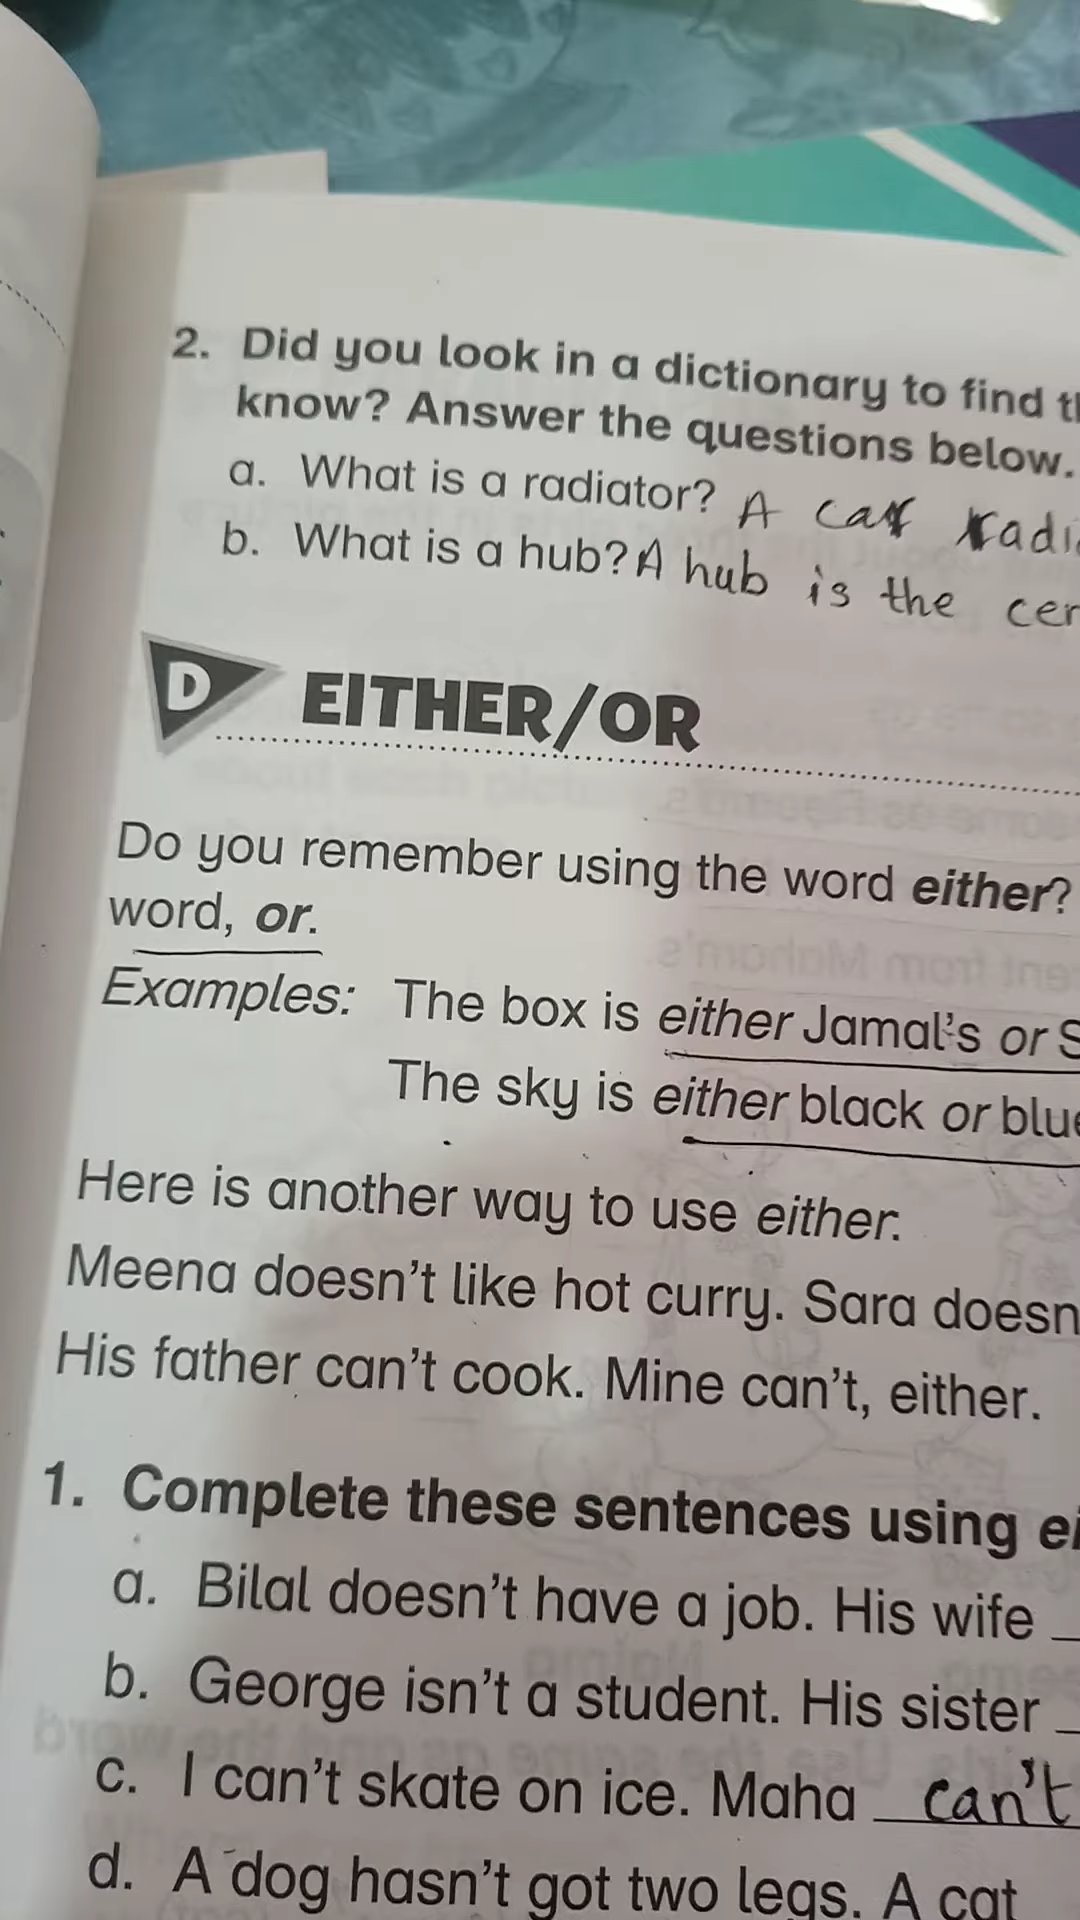 2. Did you look in a dictionary to find
know? Answer the questions below.
a. What is a radiator? A car
b. What is a hub? A hub is the
D EITHER/OR
Do you remember using the word either?
word, or.
Examples: The box is either Jamal's or
The sky is either black or
Here is another way to use either.
Meena doesn't like hot curry. Sara
His father can't cook. Mine can't, either.
1. Complete these sentences using
a. Bilal doesn't have a job. His wife
b. George isn't a student. His sister
c. I can't skate on ice. Maha can't
d. A dog hasn't got two legs. A cat